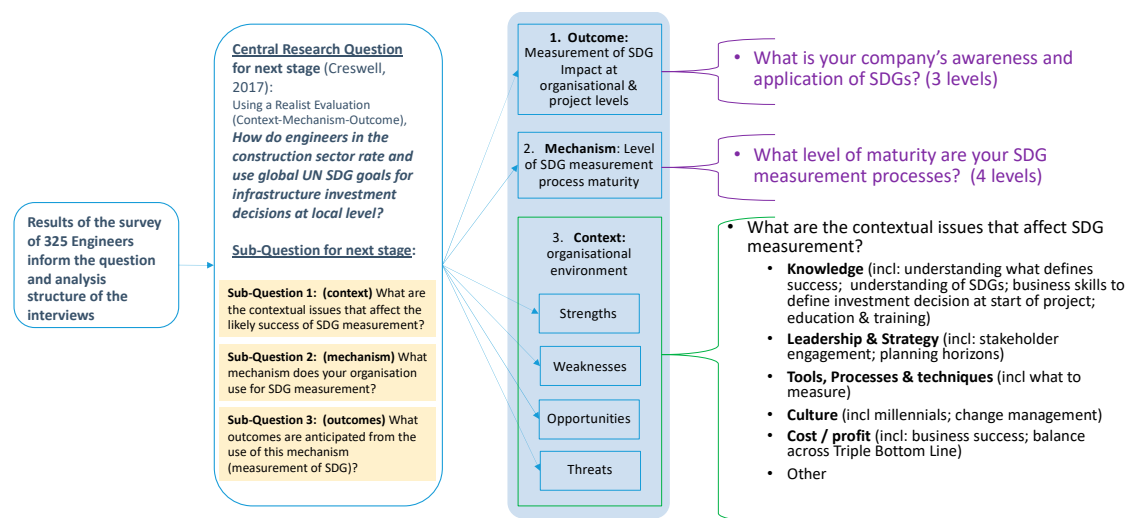 Results of the survey
of 325 Engineers
inform the question
and analysis
structure of the
interviews
Central Research Question
for next stage (Creswell,
2017):
Using a Realist Evaluation
(Context-Mechanism-Outcome),
How do engineers in the
construction sector rate and
use global UN SDG goals for
infrastructure investment
decisions at local level?
Sub-Question for next stage:
Sub-Question 1: (context) What are
the contextual issues that affect the
likely success of SDG measurement?
Sub-Question 2: (mechanism) What
mechanism does your organisation
use for SDG measurement?
Sub-Question 3: (outcomes) What
outcomes are anticipated from the
use of this mechanism
(measurement of SDG)?
1. Outcome:
Measurement of SDG
Impact at
organisational &
project levels
2. Mechanism: Level
of SDG measurement
process maturity
3. Context:
organisational
environment
Strengths
Weaknesses
Opportunities
Threats
• What is your company's awareness and
application of SDGs? (3 levels)
• What level of maturity are your SDG
measurement processes? (4 levels)
• What are the contextual issues that affect SDG
measurement?
• Knowledge (incl: understanding what defines
success; understanding of SDGs; business skills to
define investment decision at start of project;
education & training)
• Leadership & Strategy (incl: stakeholder
engagement; planning horizons)
• Tools, Processes & techniques (incl what to
measure)
• Culture (incl millennials; change management)
• Cost / profit (incl: business success; balance
across Triple Bottom Line)
• Other